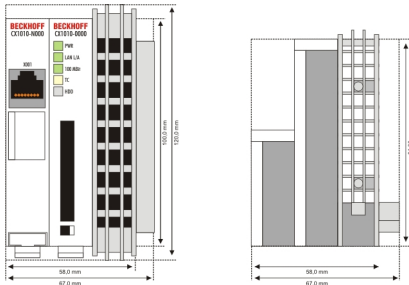 BECKHOFF
CX1010-N000
BECKHOFF
CX1010-0000
X001
PWR
LAN L/A
100 Mbit
TC
HDD
100,0 mm
120,0 mm
58,0 mm
67,0 mm
58,0 mm
67,0 mm